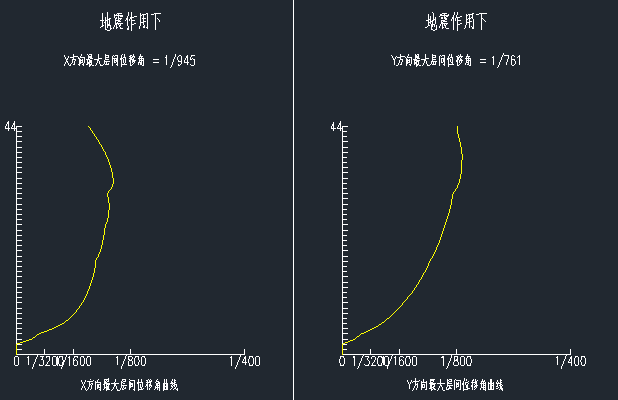 地震作用下
X方向最大层间位移角 = 1/945
44
0 1/3200 1/1600 1/800 1/400
X方向最大层间位移角曲线
地震作用下
Y方向最大层间位移角 = 1/761
44
0 1/3200 1/1600 1/800 1/400
Y方向最大层间位移角曲线